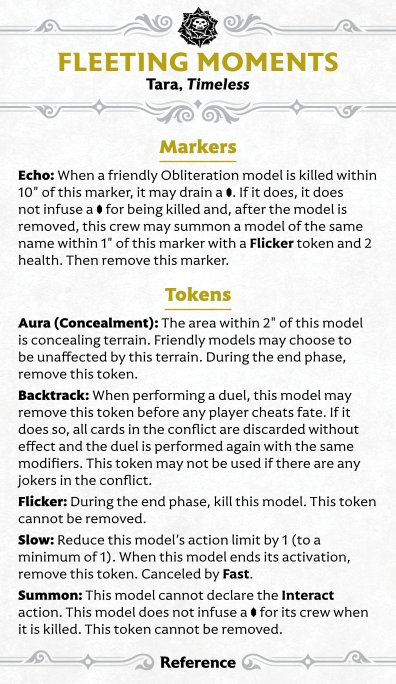 FLEETING MOMENTS
Tara, Timeless
Markers
Echo: When a friendly Obliteration model is killed within
10" of this marker, it may drain a . If it does, it does
not infuse a  for being killed and, after the model is
removed, this crew may summon a model of the same
name within 1" of this marker with a Flicker token and 2
health. Then remove this marker.
Tokens
Aura (Concealment): The area within 2" of this model
is concealing terrain. Friendly models may choose to
be unaffected by this terrain. During the end phase,
remove this token.
Backtrack: When performing a duel, this model may
remove this token before any player cheats fate. If it
does so, all cards in the conflict are discarded without
effect and the duel is performed again with the same
modifiers. This token may not be used if there are any
jokers in the conflict.
Flicker: During the end phase, kill this model. This token
cannot be removed.
Slow: Reduce this model's action limit by 1 (to a
minimum of 1). When this model ends its activation,
remove this token. Canceled by Fast.
Summon: This model cannot declare the Interact
action. This model does not infuse a  for its crew when
it is killed. This token cannot be removed.
Reference